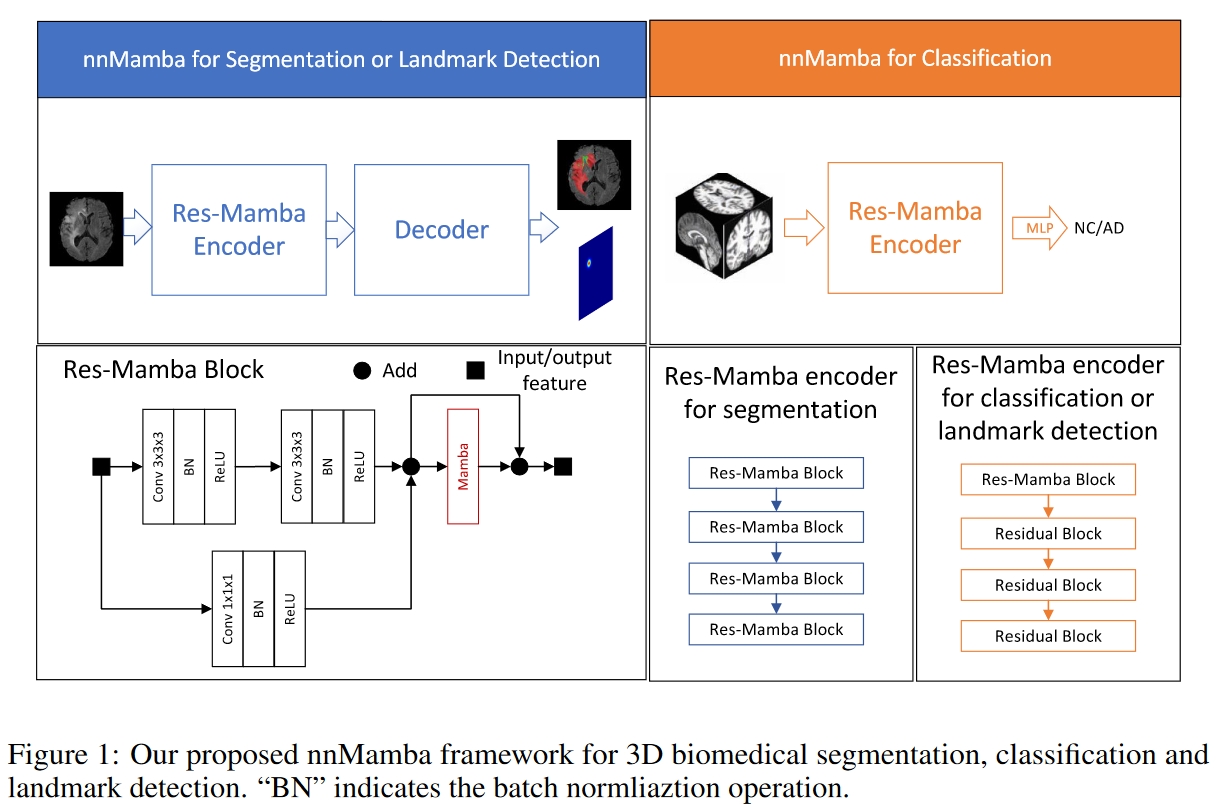 nnMamba for Segmentation or Landmark Detection
nnMamba for Classification
Res-Mamba
Encoder
Decoder
Res-Mamba
Encoder
MLP
NC/AD
Res-Mamba Block
Add
Input/output
feature
Conv 3x3x3
BN
ReLU
Conv 3x3x3
BN
ReLU
Mamba
Conv 1x1x1
BN
ReLU
Res-Mamba encoder
for segmentation
Res-Mamba Block
Res-Mamba Block
Res-Mamba Block
Res-Mamba Block
Res-Mamba encoder
for classification or
landmark detection
Res-Mamba Block
Residual Block
Residual Block
Residual Block
Figure 1: Our proposed nnMamba framework for 3D biomedical segmentation, classification and
landmark detection. “BN” indicates the batch normliaztion operation.